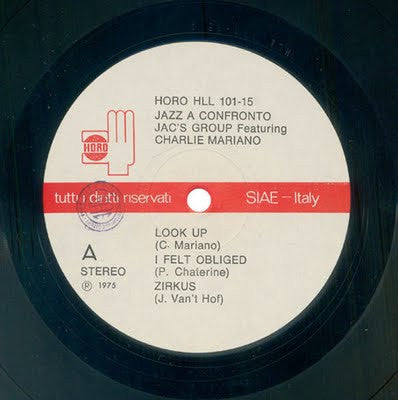 HORO HLL 101-15
JAZZ A CONFRONTO
JAC'S GROUP Featuring
CHARLIE MARIANO
HORO
tutti diritti riservati
SIAE – Italy
LOOK UP
(C. Mariano)
A
I FELT OBLIGED
STEREO
(P. Chaterine)
ZIRKUS
℗ 1975
(J. Van't Hof)